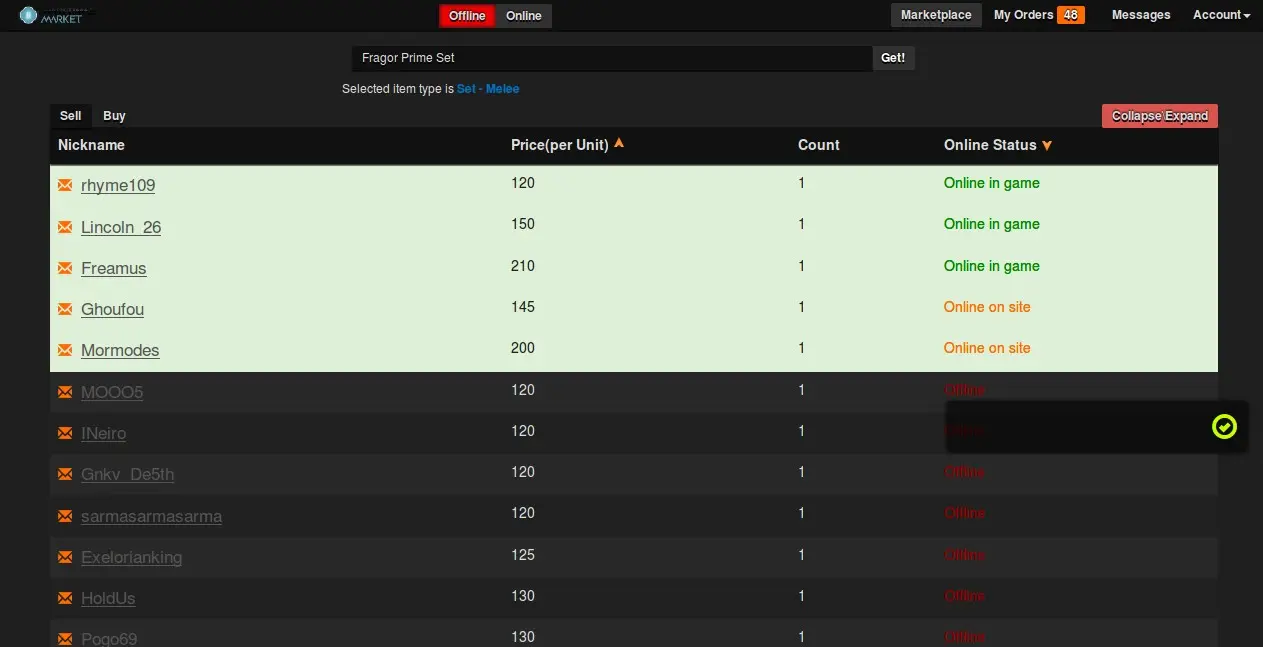 MARKET
Offline Online
Marketplace My Orders 48 Messages Account
Fragor Prime Set Get!
Selected item type is Set - Melee
Sell Buy Collapse\Expand
Nickname Price(per Unit) Count Online Status
rhyme109 120 1 Online in game
Lincoln_26 150 1 Online in game
Freamus 210 1 Online in game
Ghoufou 145 1 Online on site
Mormodes 200 1 Online on site
MOOO5 120 1 Offline
INeiro 120 1
Gnkv_De5th 120 1 Offline
sarmasarmasarma 120 1 Offline
Exelorianking 125 1 Offline
HoldUs 130 1 Offline
Pogo69 130 1 Offline